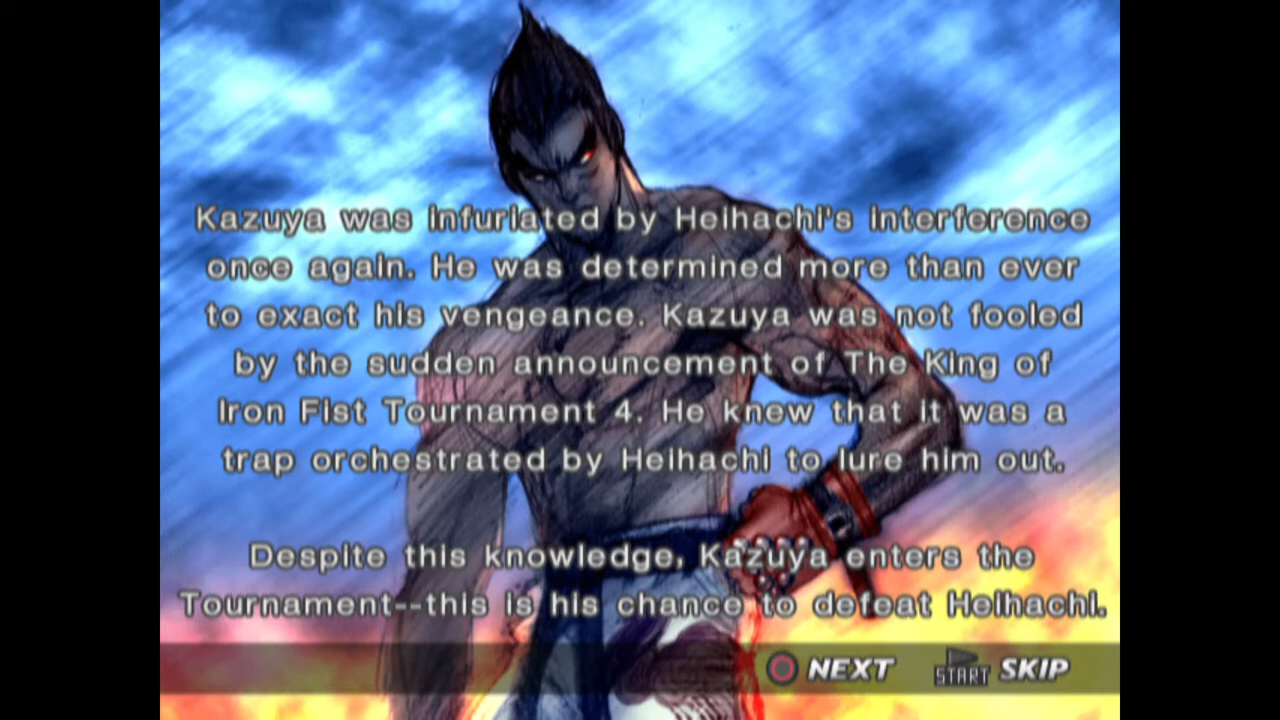 Kazuya was infuriated by Heihachi's interference
once again. He was determined more than ever
to exact his vengeance. Kazuya was not fooled
by the sudden announcement of The King of
Iron Fist Tournament 4. He knew that it was a
trap orchestrated by Heihachi to lure him out.
Despite this knowledge, Kazuya enters the
Tournament--this is his chance to defeat Heihachi.
NEXT START SKIP